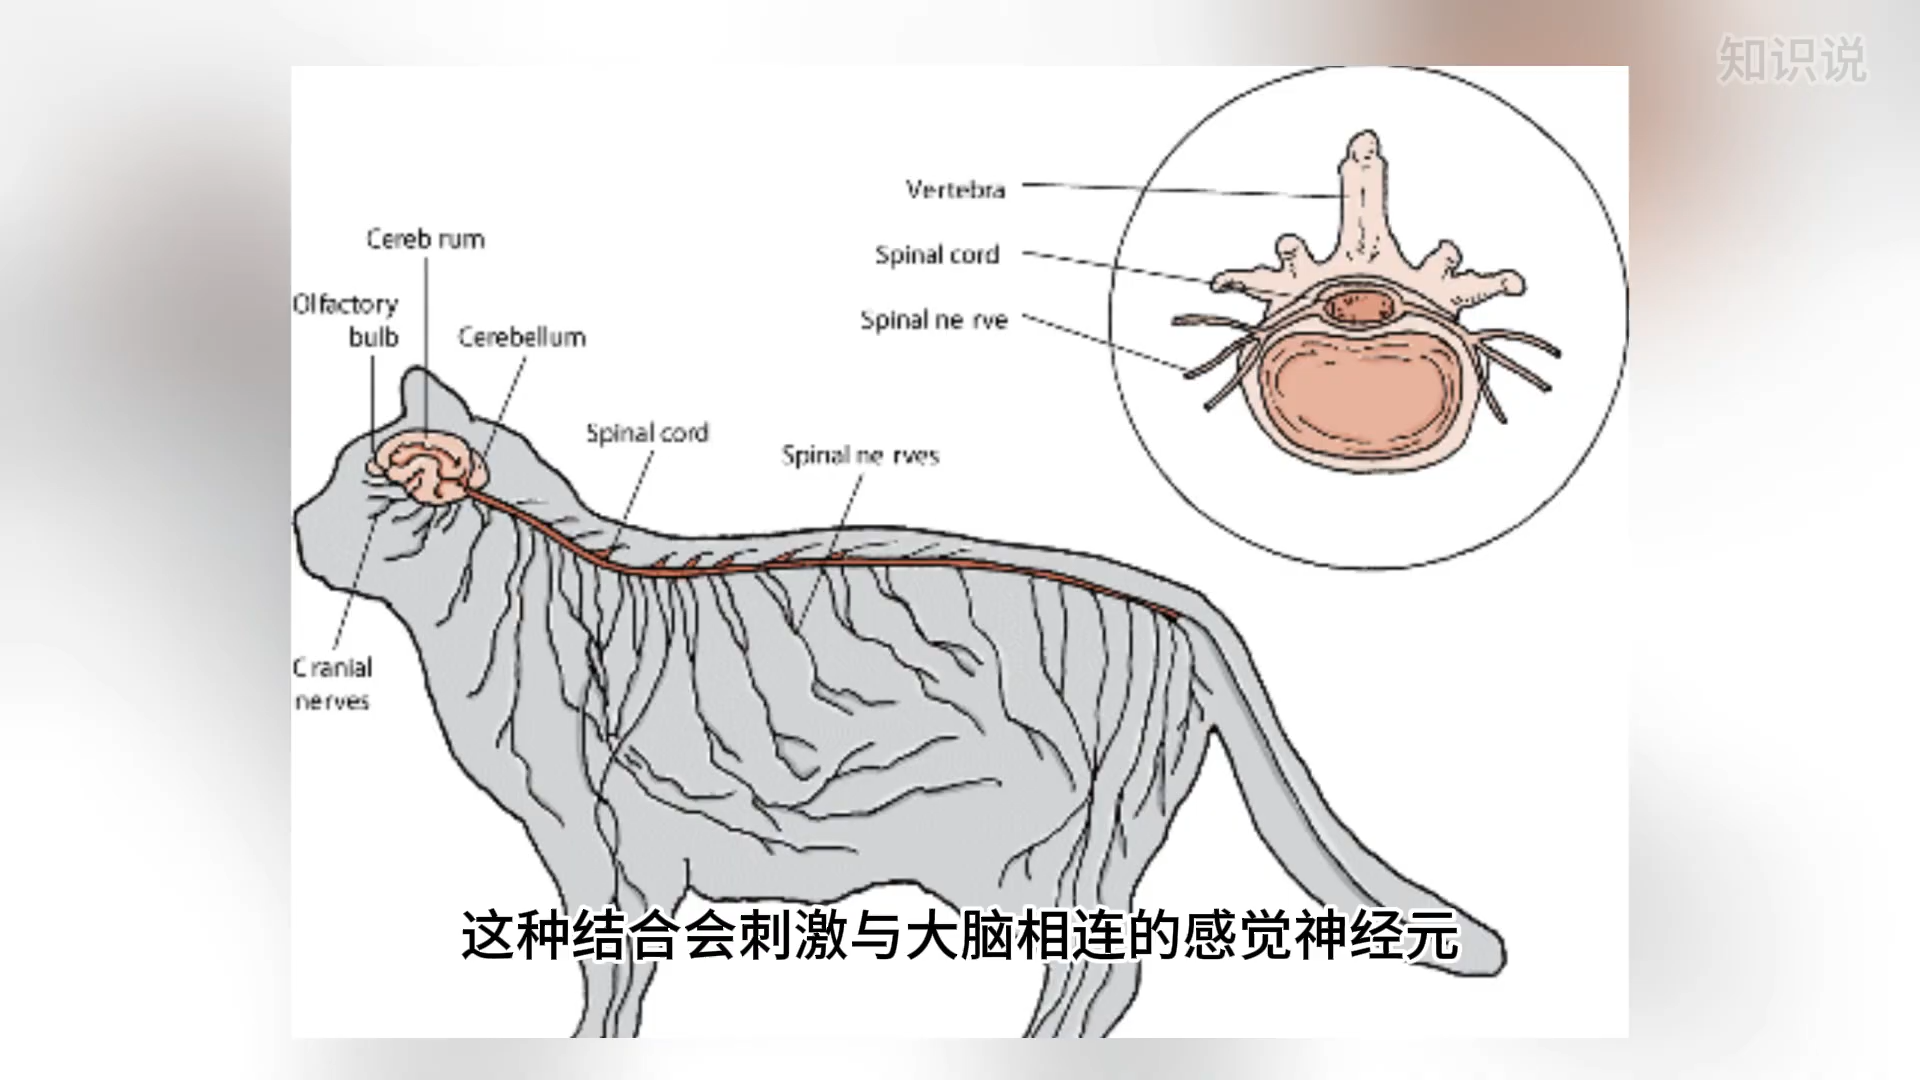 知识说
Vertebra
Spinal cord
Spinal ne rve
Cereb rum
Olfactory
bulb
Cerebellum
Spinal cord
Spinal ne rves
C ranial
nerves
这种结合会刺激与大脑相连的感觉神经元